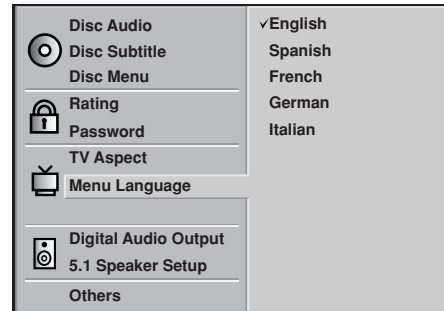 Disc Audio
Disc Subtitle
Disc Menu
Rating
Password
TV Aspect
Menu Language
Digital Audio Output
5.1 Speaker Setup
Others
✓English
Spanish
French
German
Italian